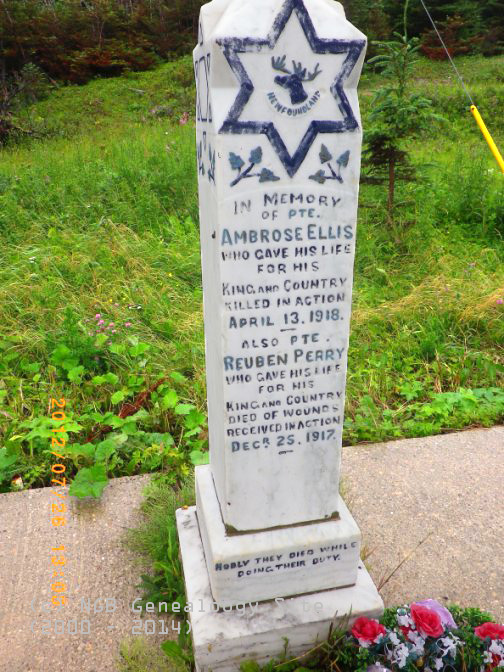 NEWFOUNDLAND
IN MEMORY
OF PTE.
AMBROSE ELLIS
WHO GAVE HIS LIFE
FOR HIS
KING AND COUNTRY
KILLED IN ACTION
APRIL 13. 1918.
ALSO PTE.
REUBEN PERRY
WHO GAVE HIS LIFE
FOR HIS
KING AND COUNTRY
DIED OF WOUNDS
RECEIVED IN ACTION
DECR. 25. 1917.
NOBLY THEY DIED WHILE
DOING THEIR DUTY.
2012/07/26 19:05
NGB Genealogy
2014)